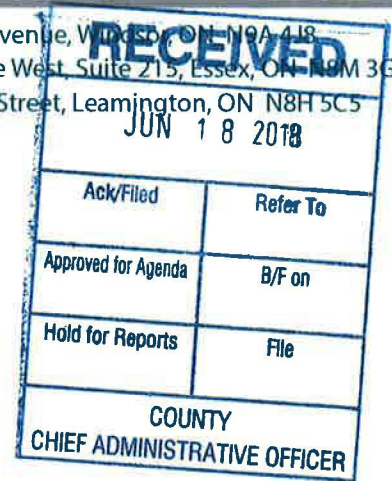 venue, Windsor, ON N9A 4J8
RECEIVED
e West, Suite 215, Essex, ON N8M 3G
Street, Leamington, ON N8H 5C5
JUN 18 2018
Ack/Filed Refer To
Approved for Agenda B/F on
Hold for Reports File
COUNTY
CHIEF ADMINISTRATIVE OFFICER